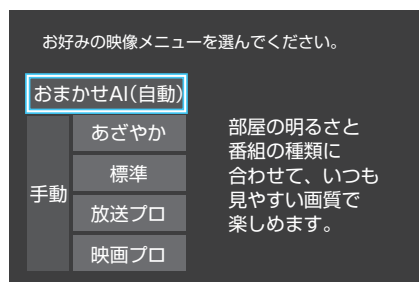 お好みの映像メニューを選んでください。
おまかせAI(自動)
手動
あざやか
標準
放送プロ
映画プロ
部屋の明るさと
番組の種類に
合わせて、いつも
見やすい画質で
楽しめます。